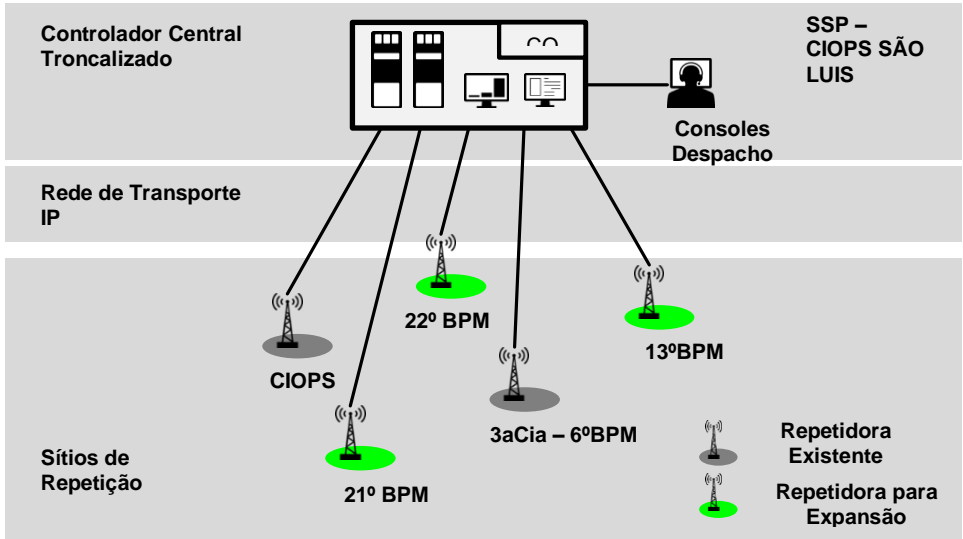 Controlador Central
Troncalizado
SSP –
CIOPS SÃO
LUIS
Consoles
Despacho
Rede de Transporte
IP
22º BPM
13ºBPM
CIOPS
3aCia – 6ºBPM
21º BPM
Sítios de
Repetição
Repetidora
Existente
Repetidora para
Expansão